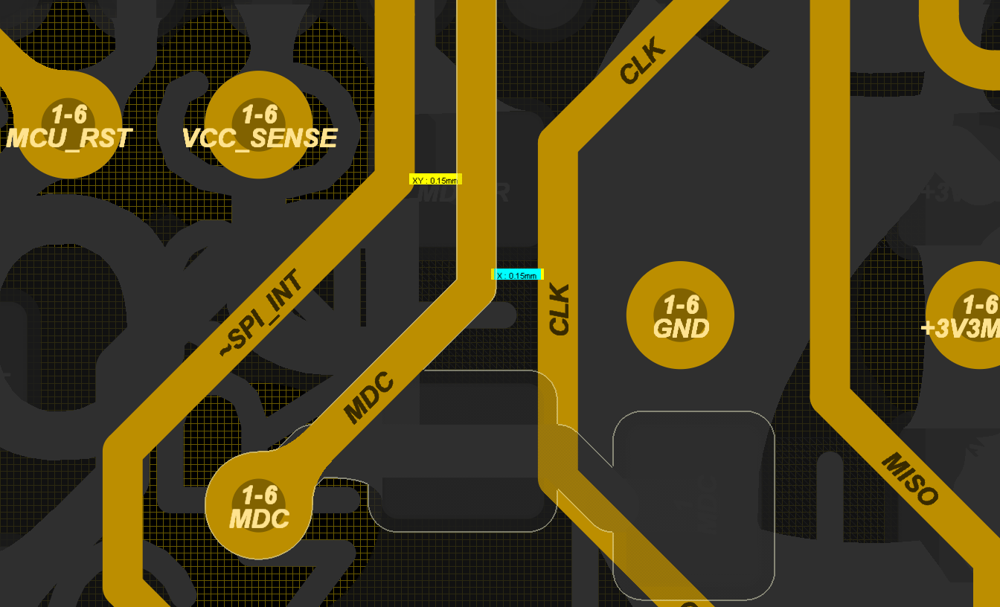 CLK
1-6
MCU_RST
1-6
VCC_SENSE
XY : 0.15mm
X : 0.15mm
~SPI_INT
CLK
1-6
GND
1-6
+3V3M
MDC
MISO
1-6
MDC